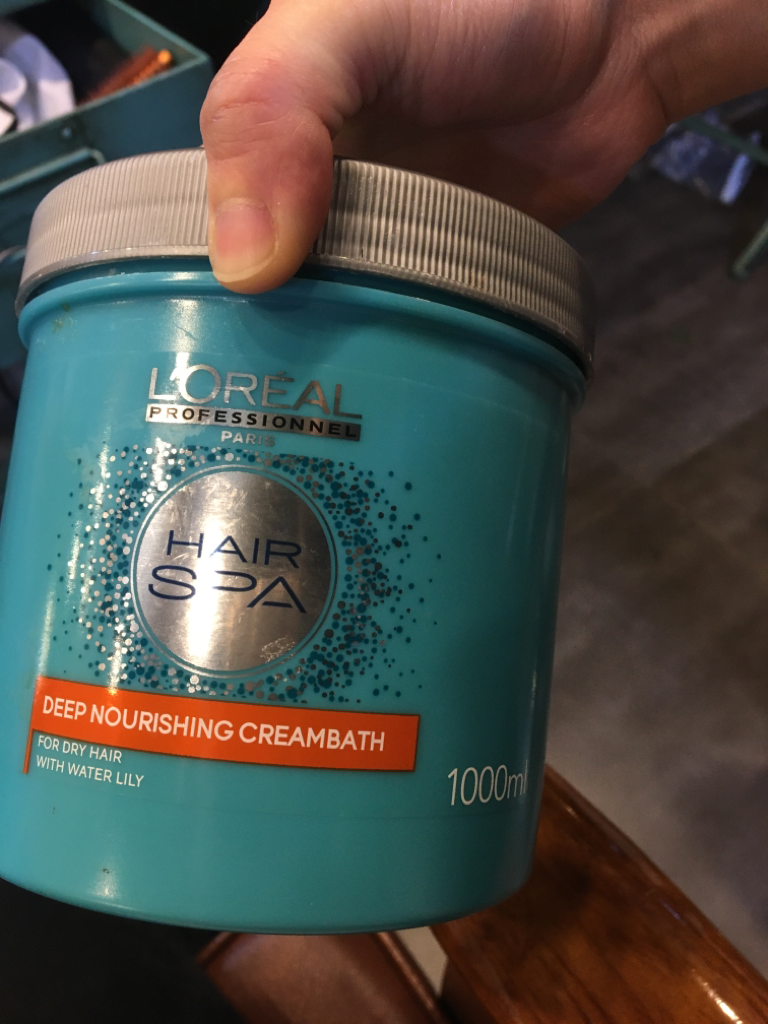 L'ORÉAL
PROFESSIONNEL
PARIS
HAIR
SPA
DEEP NOURISHING CREAMBATH
FOR DRY HAIR
WITH WATER LILY
1000ml